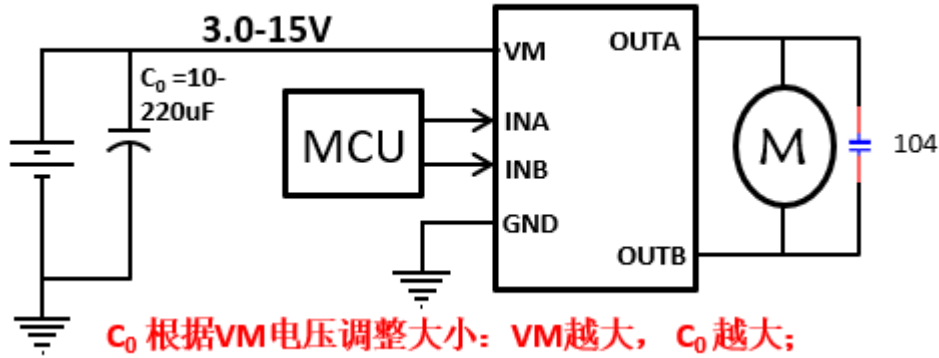 3.0-15V
C₀ =10-
220uF
VM
OUTA
MCU
INA
INB
M
104
GND
OUTB
C₀ 根据VM电压调整大小：VM越大， C₀ 越大；